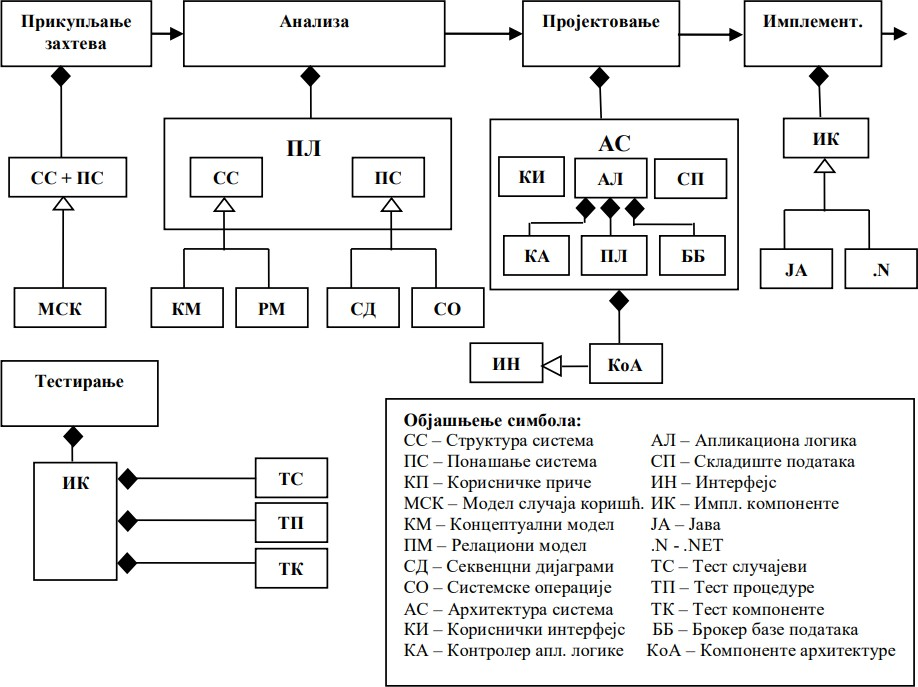 Прикупљање
захтева
Анализа
Пројектовање
Имплемент.
СС + ПС
МСК
ПЛ
СС
ПС
КМ
РМ
СД
СО
АС
КИ
АЛ
СП
КА
ПЛ
ББ
ИН
КоА
ИК
ЈА
.N
Тестирање
ИК
ТС
ТП
ТК
Објашњење симбола:
СС – Структура система АЛ – Апликациона логика
ПС – Понашање система СП – Складиште података
КП – Корисничке приче ИН – Интерфејс
МСК – Модел случаја коришћ. ИК – Импл. компоненте
КМ – Концептуални модел ЈА – Јава
ПМ – Релациони модел .N - .NET
СД – Секвенцни дијаграми ТС – Тест случајеви
СО – Системске операције ТП – Тест процедуре
АС – Архитектура система ТК – Тест компоненте
КИ – Кориснички интерфејс ББ – Брокер базе података
КА – Контролер апл. логике КоА – Компоненте архитектуре